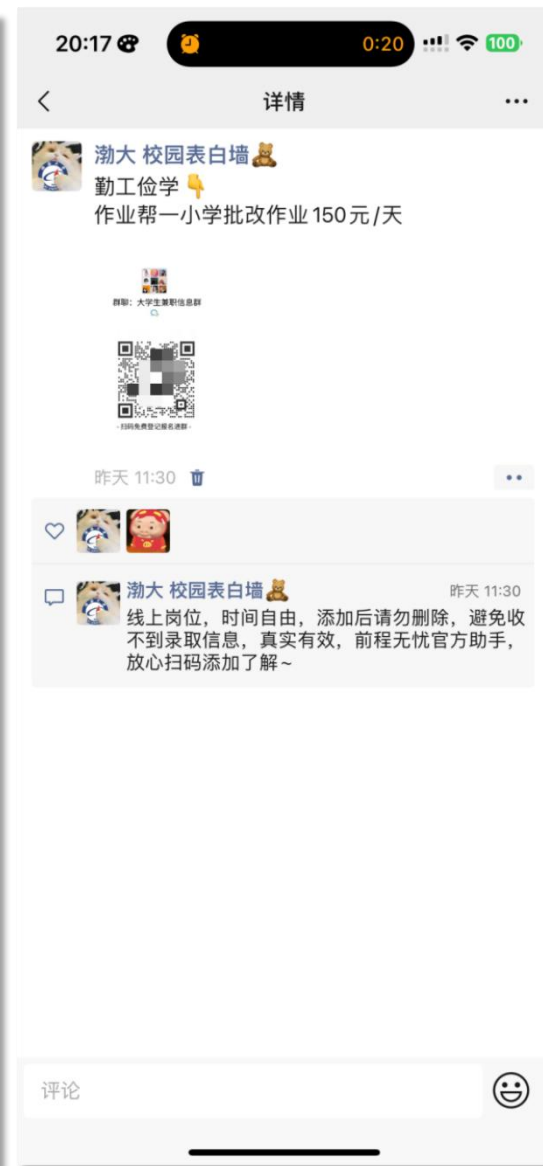 20:17
0:20
100
详情
渤大 校园表白墙
勤工俭学
作业帮一小学批改作业 150元/天
群聊：大学生兼职信息群
- 扫码免费登记报名进群 -
昨天 11:30
渤大 校园表白墙
昨天 11:30
线上岗位，时间自由，添加后请勿删除，避免收
不到录取信息，真实有效，前程无忧官方助手，
放心扫码添加了解~
评论